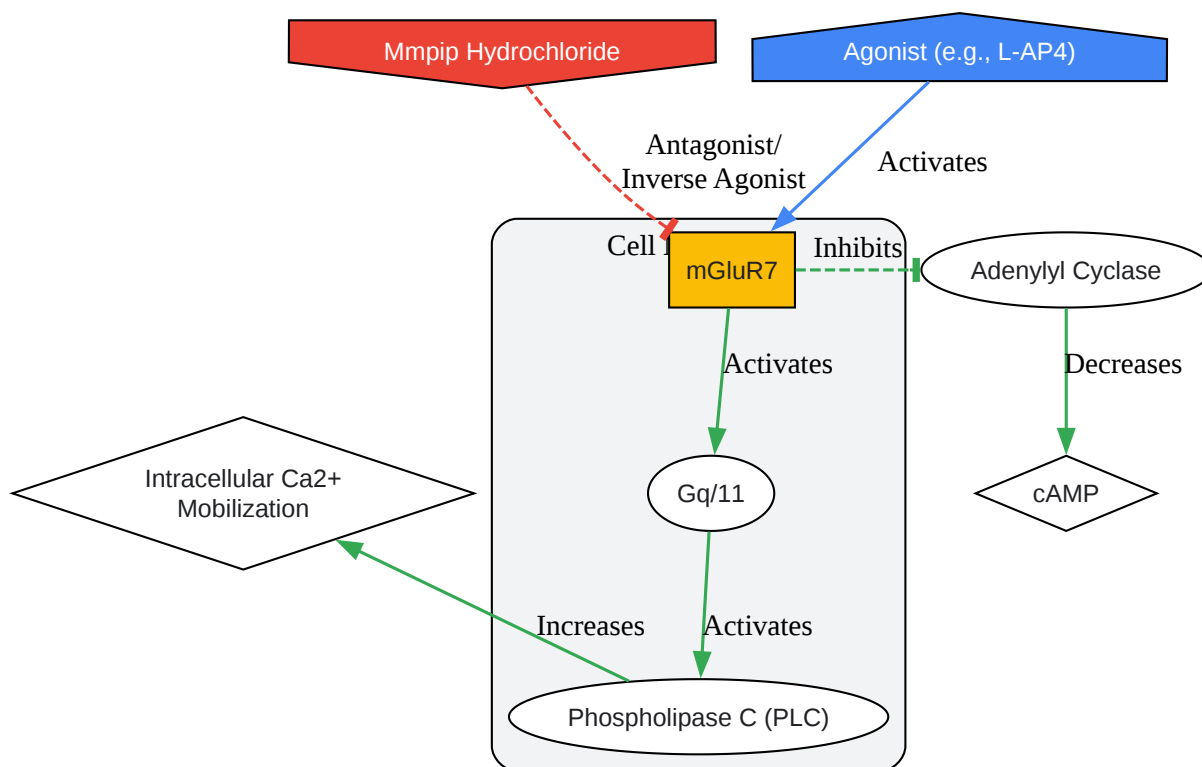 Mmpip Hydrochloride
Agonist (e.g., L-AP4)
Antagonist/
Inverse Agonist
Activates
Cell
mGluR7
Inhibits
Adenylyl Cyclase
Activates
Decreases
Intracellular Ca2+
Mobilization
Gq/11
cAMP
Increases
Activates
Phospholipase C (PLC)